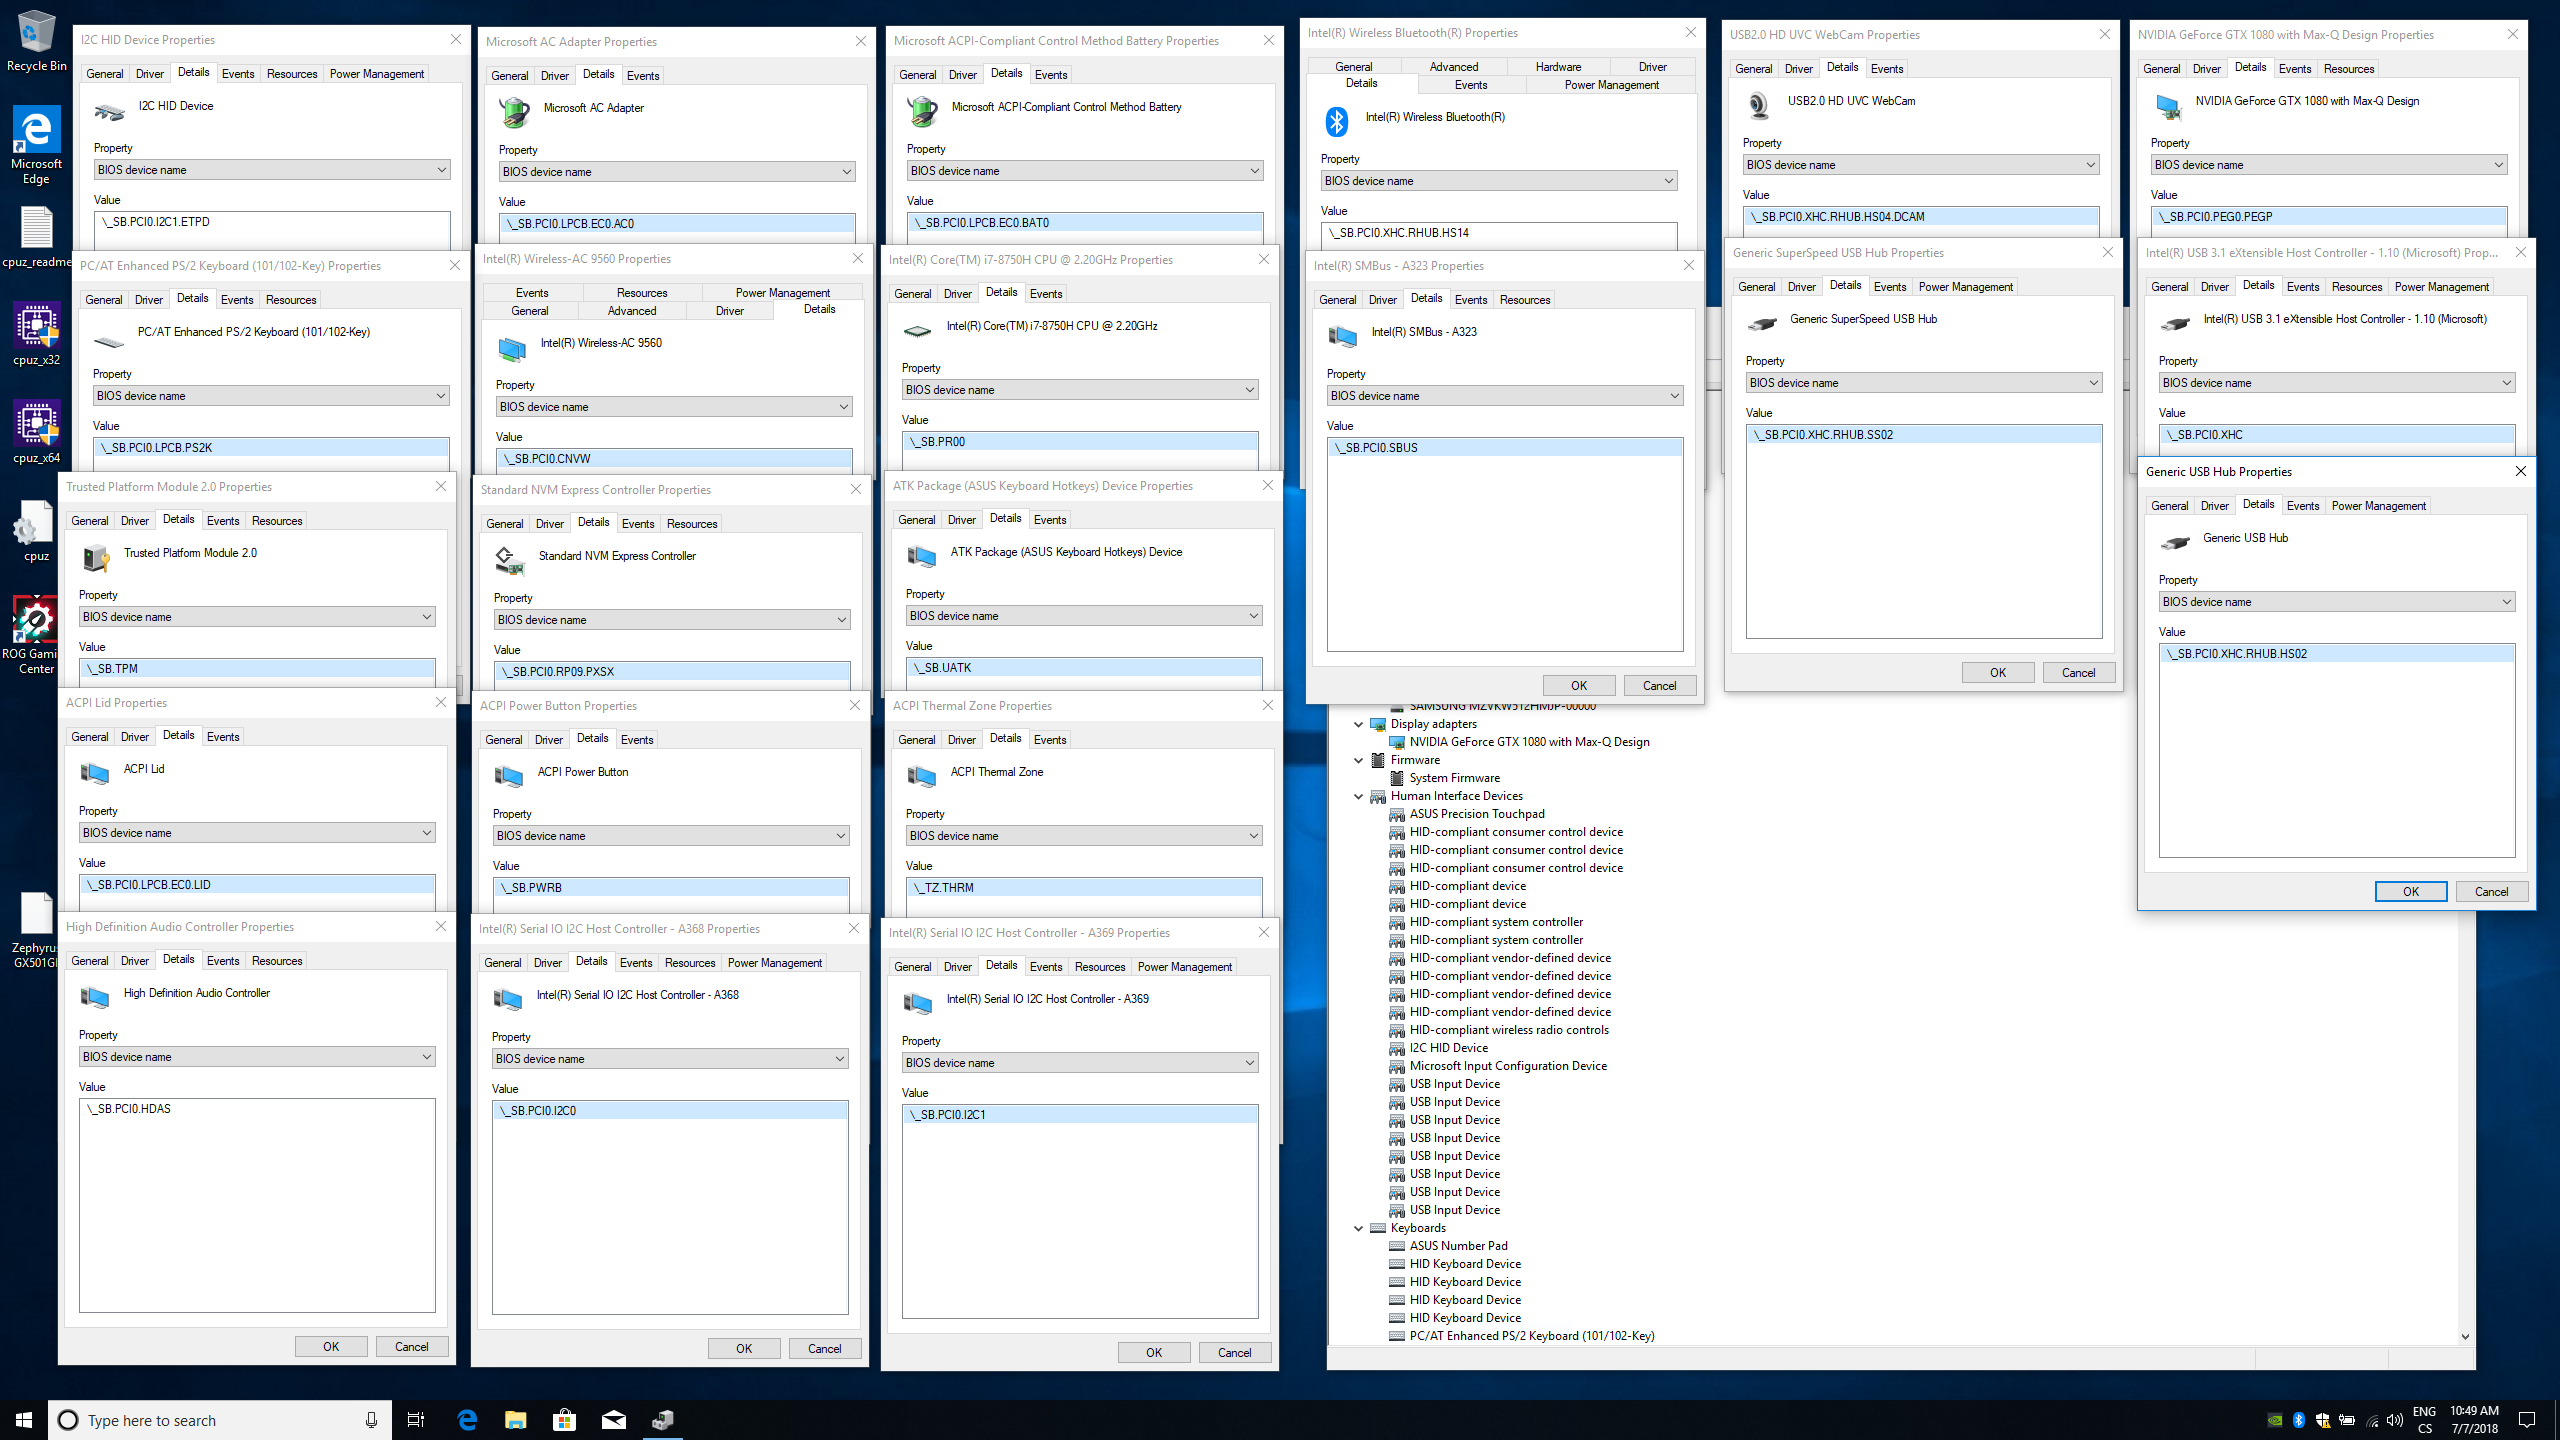 Recycle Bin
Microsoft
Edge
cpuz_readme
cpuz_x32
cpuz_x64
cpuz
ROG Gami
Center
Zephyru
GX501G
I2C HID Device Properties
General Driver Details Events Resources Power Management
I2C HID Device
Property
BIOS device name
Value
\_SB.PCI0.I2C1.ETPD
Microsoft AC Adapter Properties
General Driver Details Events
Microsoft AC Adapter
Property
BIOS device name
Value
\_SB.PCI0.LPCB.EC0.AC0
Microsoft ACPI-Compliant Control Method Battery Properties
General Driver Details Events
Microsoft ACPI-Compliant Control Method Battery
Property
BIOS device name
Value
\_SB.PCI0.LPCB.EC0.BAT0
Intel(R) Wireless Bluetooth(R) Properties
General Advanced Hardware Driver
Details Events Power Management
Intel(R) Wireless Bluetooth(R)
Property
BIOS device name
Value
\_SB.PCI0.XHC.RHUB.HS14
USB2.0 HD UVC WebCam Properties
General Driver Details Events
USB2.0 HD UVC WebCam
Property
BIOS device name
Value
\_SB.PCI0.XHC.RHUB.HS04.DCAM
NVIDIA GeForce GTX 1080 with Max-Q Design Properties
General Driver Details Events Resources
NVIDIA GeForce GTX 1080 with Max-Q Design
Property
BIOS device name
Value
\_SB.PCI0.PEG0.PEGP
PC/AT Enhanced PS/2 Keyboard (101/102-Key) Properties
General Driver Details Events Resources
PC/AT Enhanced PS/2 Keyboard (101/102-Key)
Property
BIOS device name
Value
\_SB.PCI0.LPCB.PS2K
Intel(R) Wireless-AC 9560 Properties
Events Resources Power Management
General Advanced Driver Details
Intel(R) Wireless-AC 9560
Property
BIOS device name
Value
\_SB.PCI0.CNVW
Intel(R) Core(TM) i7-8750H CPU @ 2.20GHz Properties
General Driver Details Events
Intel(R) Core(TM) i7-8750H CPU @ 2.20GHz
Property
BIOS device name
Value
\_SB.PR00
Intel(R) SMBus - A323 Properties
General Driver Details Events Resources
Intel(R) SMBus - A323
Property
BIOS device name
Value
\_SB.PCI0.SBUS
OK Cancel
Generic SuperSpeed USB Hub Properties
General Driver Details Events Power Management
Generic SuperSpeed USB Hub
Property
BIOS device name
Value
\_SB.PCI0.XHC.RHUB.SS02
OK Cancel
Intel(R) USB 3.1 eXtensible Host Controller - 1.10 (Microsoft) Prop...
General Driver Details Events Resources Power Management
Intel(R) USB 3.1 eXtensible Host Controller - 1.10 (Microsoft)
Property
BIOS device name
Value
\_SB.PCI0.XHC
Generic USB Hub Properties
General Driver Details Events Power Management
Generic USB Hub
Property
BIOS device name
Value
\_SB.PCI0.XHC.RHUB.HS02
OK Cancel
Trusted Platform Module 2.0 Properties
General Driver Details Events Resources
Trusted Platform Module 2.0
Property
BIOS device name
Value
\_SB.TPM
Standard NVM Express Controller Properties
General Driver Details Events Resources
Standard NVM Express Controller
Property
BIOS device name
Value
\_SB.PCI0.RP09.PXSX
ATK Package (ASUS Keyboard Hotkeys) Device Properties
General Driver Details Events
ATK Package (ASUS Keyboard Hotkeys) Device
Property
BIOS device name
Value
\_SB.UATK
ACPI Lid Properties
General Driver Details Events
ACPI Lid
Property
BIOS device name
Value
\_SB.PCI0.LPCB.EC0.LID
ACPI Power Button Properties
General Driver Details Events
ACPI Power Button
Property
BIOS device name
Value
\_SB.PWRB
ACPI Thermal Zone Properties
General Driver Details Events
ACPI Thermal Zone
Property
BIOS device name
Value
\_TZ.THRM
High Definition Audio Controller Properties
General Driver Details Events Resources
High Definition Audio Controller
Property
BIOS device name
Value
\_SB.PCI0.HDAS
OK Cancel
Intel(R) Serial IO I2C Host Controller - A368 Properties
General Driver Details Events Resources Power Management
Intel(R) Serial IO I2C Host Controller - A368
Property
BIOS device name
Value
\_SB.PCI0.I2C0
OK Cancel
Intel(R) Serial IO I2C Host Controller - A369 Properties
General Driver Details Events Resources Power Management
Intel(R) Serial IO I2C Host Controller - A369
Property
BIOS device name
Value
\_SB.PCI0.I2C1
OK Cancel
SAMSUNG MZVKW512HMJP-00000
Display adapters
NVIDIA GeForce GTX 1080 with Max-Q Design
Firmware
System Firmware
Human Interface Devices
ASUS Precision Touchpad
HID-compliant consumer control device
HID-compliant consumer control device
HID-compliant consumer control device
HID-compliant device
HID-compliant device
HID-compliant system controller
HID-compliant system controller
HID-compliant vendor-defined device
HID-compliant vendor-defined device
HID-compliant vendor-defined device
HID-compliant vendor-defined device
HID-compliant wireless radio controls
I2C HID Device
Microsoft Input Configuration Device
USB Input Device
USB Input Device
USB Input Device
USB Input Device
USB Input Device
USB Input Device
USB Input Device
USB Input Device
Keyboards
ASUS Number Pad
HID Keyboard Device
HID Keyboard Device
HID Keyboard Device
HID Keyboard Device
PC/AT Enhanced PS/2 Keyboard (101/102-Key)
Type here to search
ENG
CS
10:49 AM
7/7/2018